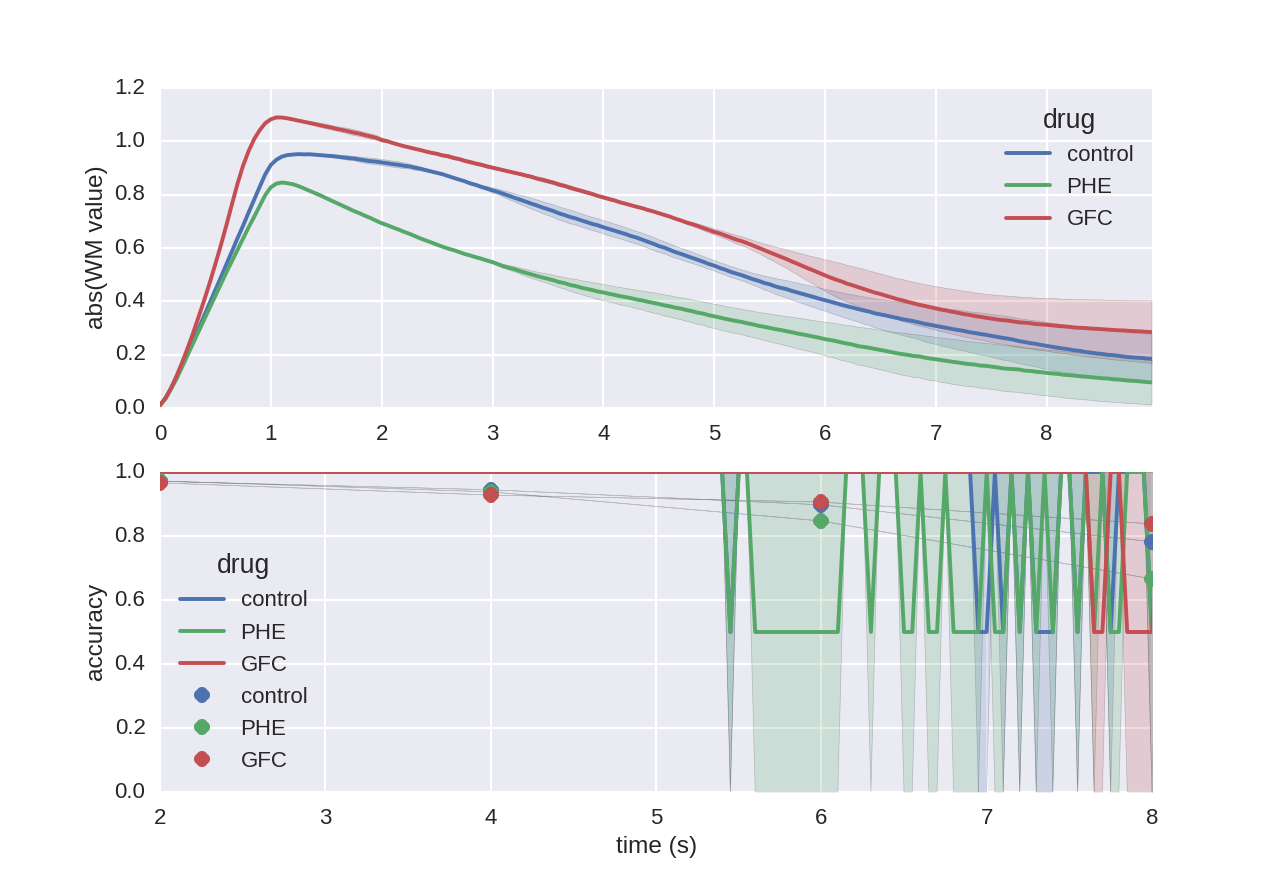 1.2
1.0
0.8
0.6
0.4
0.2
0.0
abs(WM value)
drug
control
PHE
GFC
0 1 2 3 4 5 6 7 8
1.0
0.8
0.6
0.4
0.2
0.0
accuracy
drug
control
PHE
GFC
control
PHE
GFC
2 3 4 5 6 7 8
time (s)